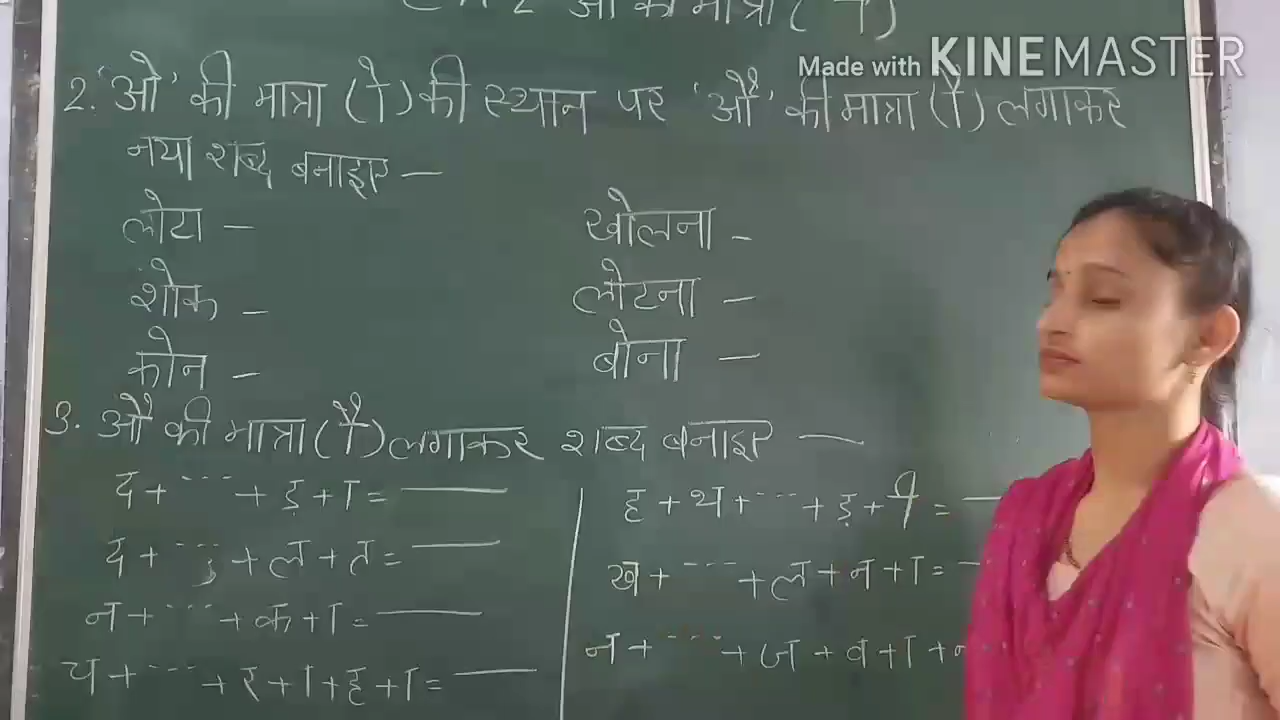 औ की मात्रा ( ौ)
Made with KINEMASTER
2. 'ओ' की मात्रा (ो) की स्थान पर 'औ' की मात्रा (ौ) लगाकर
नया शब्द बनाइए —
लोटा — खोलना -
शोक - लोटना —
कोन - बोना —
3. औ की मात्रा (ौ) लगाकर शब्द बनाइए —
द + --- + ड़ + ा = ——— ह + थ + --- + ड़ + ी = —
द + --- + ल + त = ——— ख + --- + ल + न + ा = —
न + --- + क + ा = ——— न + --- + ज + व + ा +
च + --- + र + ा + ह + ा = ———